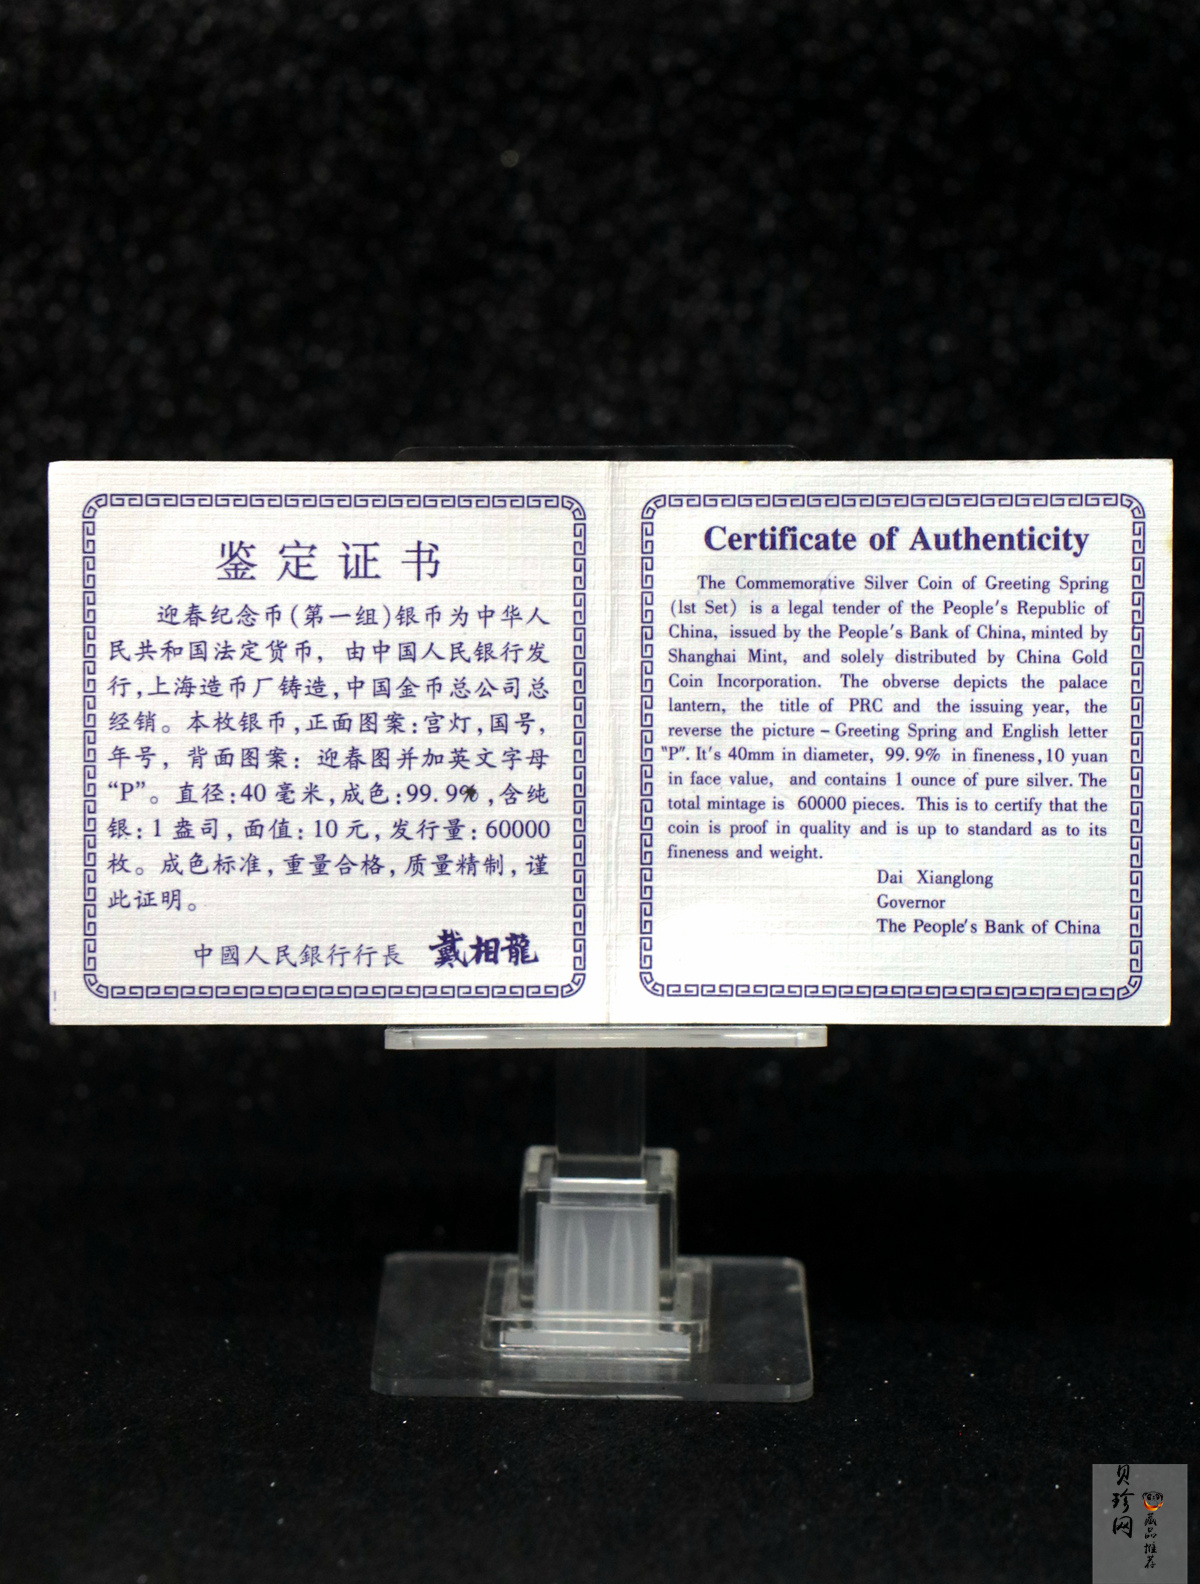 鉴定证书
迎春纪念币(第一组)银币为中华人
民共和国法定货币, 由中国人民银行发
行,上海造币厂铸造,中国金币总公司总
经销。本枚银币,正面图案:宫灯,国号,
年号, 背面图案: 迎春图并加英文字母
“P”。直径:40毫米,成色:99.9%,含纯
银:1盎司, 面值:10元, 发行量:60000
枚。成色标准,重量合格,质量精制,谨
此证明。
中國人民銀行行長 戴相龍
Certificate of Authenticity
The Commemorative Silver Coin of Greeting Spring
(1st Set) is a legal tender of the People's Republic of
China, issued by the People's Bank of China, minted by
Shanghai Mint, and solely distributed by China Gold
Coin Incorporation. The obverse depicts the palace
lantern, the title of PRC and the issuing year, the
reverse the picture – Greeting Spring and English letter
"P". It's 40mm in diameter, 99.9% in fineness, 10 yuan
in face value, and contains 1 ounce of pure silver. The
total mintage is 60000 pieces. This is to certify that the
coin is proof in quality and is up to standard as to its
fineness and weight.
Dai Xianglong
Governor
The People's Bank of China
贝珍网
藏品推荐